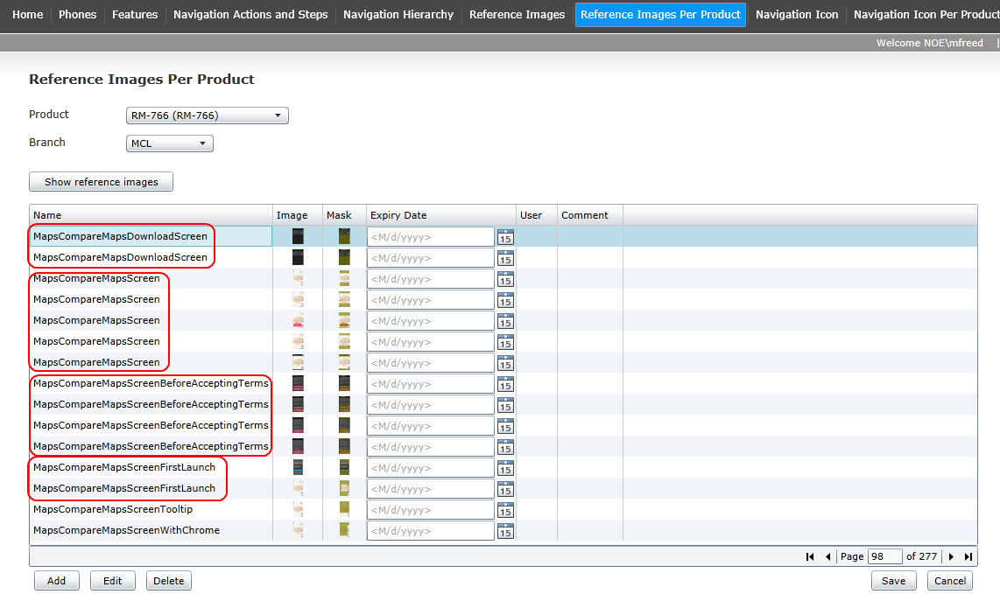 Home Phones Features Navigation Actions and Steps Navigation Hierarchy Reference Images Reference Images Per Product Navigation Icon Navigation Icon Per Product
Welcome NOE\mfreed |
Reference Images Per Product
Product RM-766 (RM-766)
Branch MCL
Show reference images
Name Image Mask Expiry Date User Comment
MapsCompareMapsDownloadScreen <M/d/yyyy> 15
MapsCompareMapsDownloadScreen <M/d/yyyy> 15
MapsCompareMapsScreen <M/d/yyyy> 15
MapsCompareMapsScreen <M/d/yyyy> 15
MapsCompareMapsScreen <M/d/yyyy> 15
MapsCompareMapsScreen <M/d/yyyy> 15
MapsCompareMapsScreen <M/d/yyyy> 15
MapsCompareMapsScreenBeforeAcceptingTerms <M/d/yyyy> 15
MapsCompareMapsScreenBeforeAcceptingTerms <M/d/yyyy> 15
MapsCompareMapsScreenBeforeAcceptingTerms <M/d/yyyy> 15
MapsCompareMapsScreenBeforeAcceptingTerms <M/d/yyyy> 15
MapsCompareMapsScreenFirstLaunch <M/d/yyyy> 15
MapsCompareMapsScreenFirstLaunch <M/d/yyyy> 15
MapsCompareMapsScreenTooltip <M/d/yyyy> 15
MapsCompareMapsScreenWithChrome <M/d/yyyy> 15
Page 98 of 277
Add Edit Delete Save Cancel